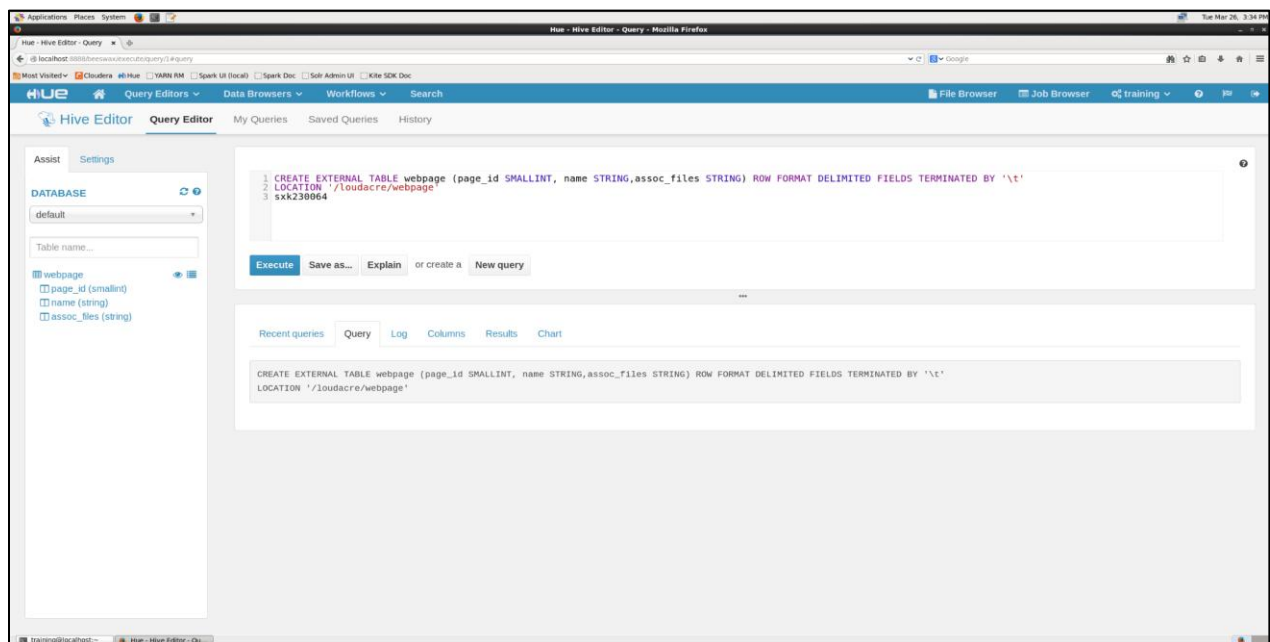 Applications Places System Tue Mar 26, 3:34 PM
Hue - Hive Editor - Query - Mozilla Firefox
Hue - Hive Editor - Query
localhost:8888/beeswax/execute/query/1#query Google
Most Visited Cloudera Hue YARN RM Spark UI (local) Spark Doc Solr Admin UI Kite SDK Doc
HUE Query Editors Data Browsers Workflows Search File Browser Job Browser training
Hive Editor Query Editor My Queries Saved Queries History
Assist Settings
DATABASE
default
Table name...
webpage
page_id (smallint)
name (string)
assoc_files (string)
1 CREATE EXTERNAL TABLE webpage (page_id SMALLINT, name STRING,assoc_files STRING) ROW FORMAT DELIMITED FIELDS TERMINATED BY '\t'
2 LOCATION '/loudacre/webpage'
3 sxk230064
Execute Save as... Explain or create a New query
Recent queries Query Log Columns Results Chart
CREATE EXTERNAL TABLE webpage (page_id SMALLINT, name STRING,assoc_files STRING) ROW FORMAT DELIMITED FIELDS TERMINATED BY '\t'
LOCATION '/loudacre/webpage'
training@localhost:~ Hue - Hive Editor - Qu...